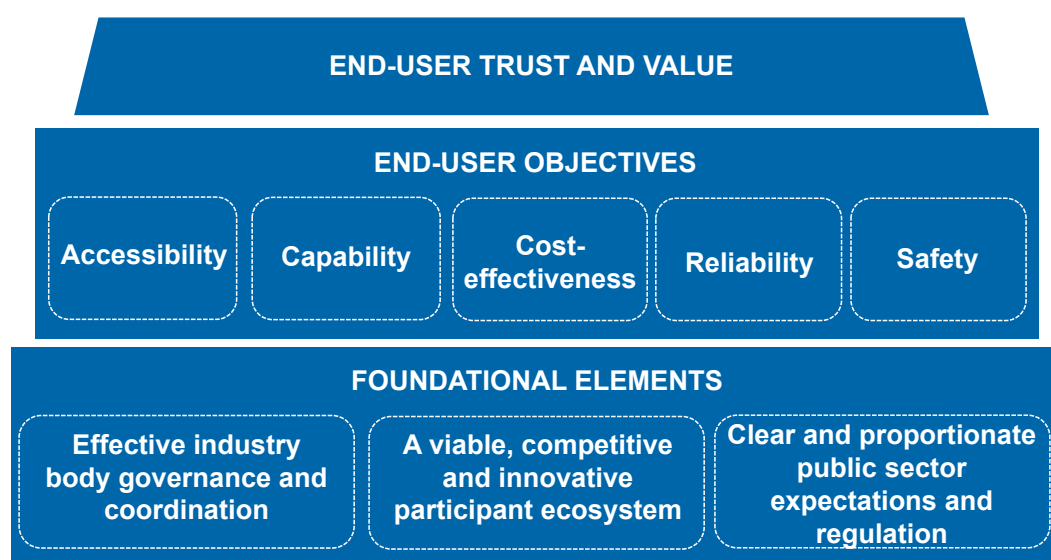 END-USER TRUST AND VALUE
END-USER OBJECTIVES
Accessibility
Capability
Cost-
effectiveness
Reliability
Safety
FOUNDATIONAL ELEMENTS
Effective industry
body governance and
coordination
A viable, competitive
and innovative
participant ecosystem
Clear and proportionate
public sector
expectations and
regulation